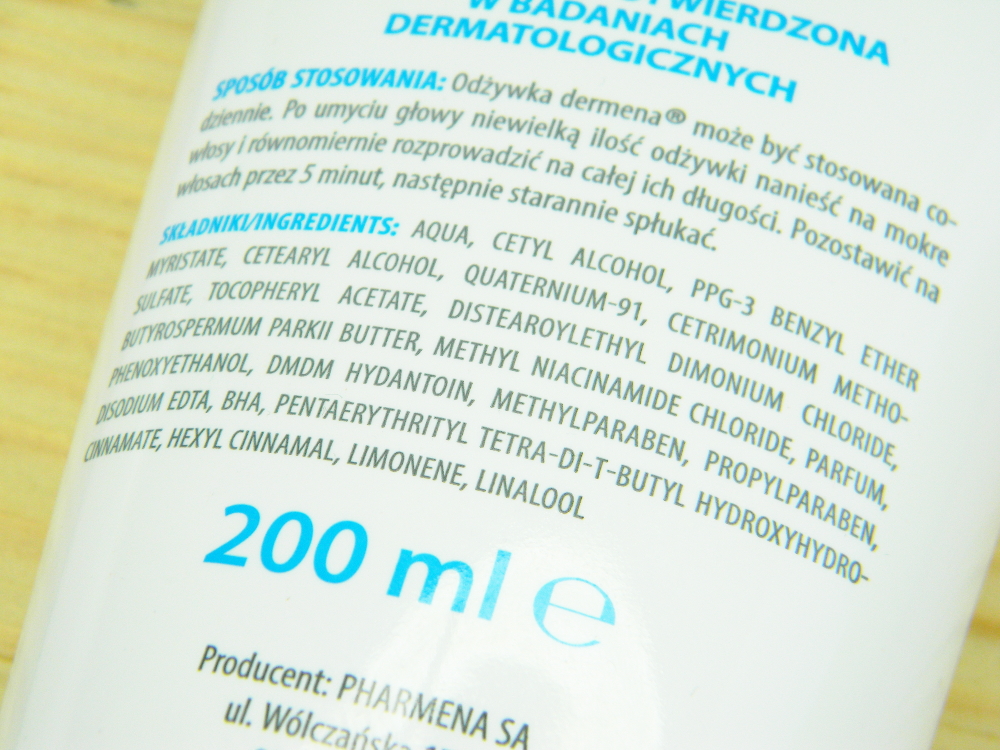 W BADANIACH
DERMATOLOGICZNYCH
SPOSÓB STOSOWANIA: Odżywka dermena® może być stosowana co-
dziennie. Po umyciu głowy niewielką ilość odżywki nanieść na mokre
włosy i równomiernie rozprowadzić na całej ich długości. Pozostawić na
włosach przez 5 minut, następnie starannie spłukać.
SKŁADNIKI/INGREDIENTS: AQUA, CETYL ALCOHOL, PPG-3 BENZYL ETHER
MYRISTATE, CETEARYL ALCOHOL, QUATERNIUM-91, CETRIMONIUM METHO-
SULFATE, TOCOPHERYL ACETATE, DISTEAROYLETHYL DIMONIUM CHLORIDE,
BUTYROSPERMUM PARKII BUTTER, METHYL NIACINAMIDE CHLORIDE, PARFUM,
PHENOXYETHANOL, DMDM HYDANTOIN, METHYLPARABEN, PROPYLPARABEN,
DISODIUM EDTA, BHA, PENTAERYTHRITYL TETRA-DI-T-BUTYL HYDROXYHYDRO-
CINNAMATE, HEXYL CINNAMAL, LIMONENE, LINALOOL
200 ml e
Producent: PHARMENA SA
ul. Wólczańska